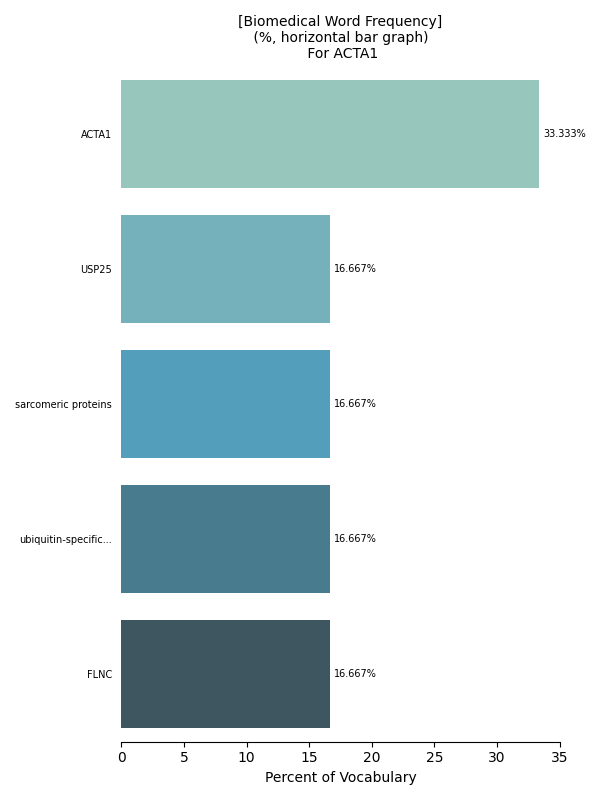 [Biomedical Word Frequency]
(%, horizontal bar graph)
For ACTA1
ACTA1
33.333%
USP25
16.667%
sarcomeric proteins
16.667%
ubiquitin-specific...
16.667%
FLNC
16.667%
0 5 10 15 20 25 30 35
Percent of Vocabulary